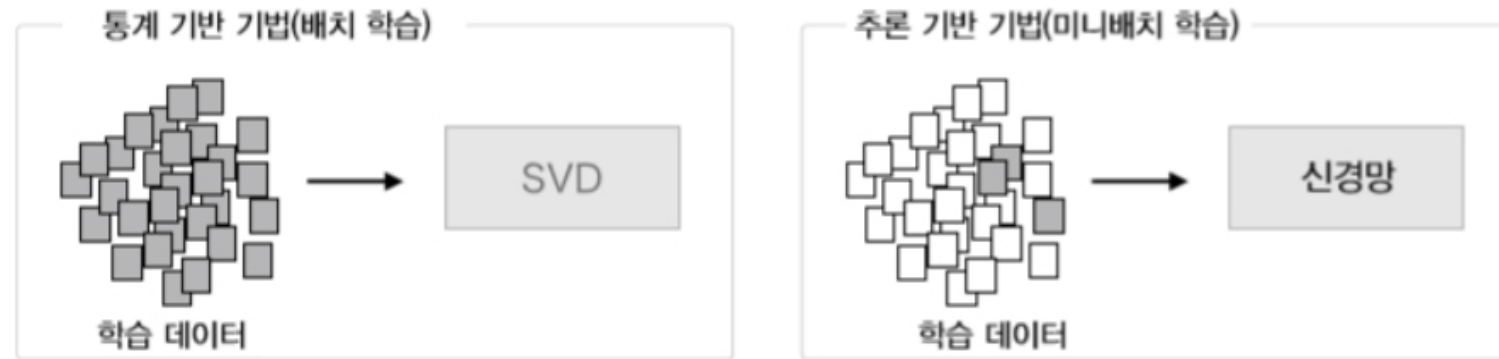 통계 기반 기법(배치 학습)
SVD
학습 데이터
추론 기반 기법(미니배치 학습)
신경망
학습 데이터